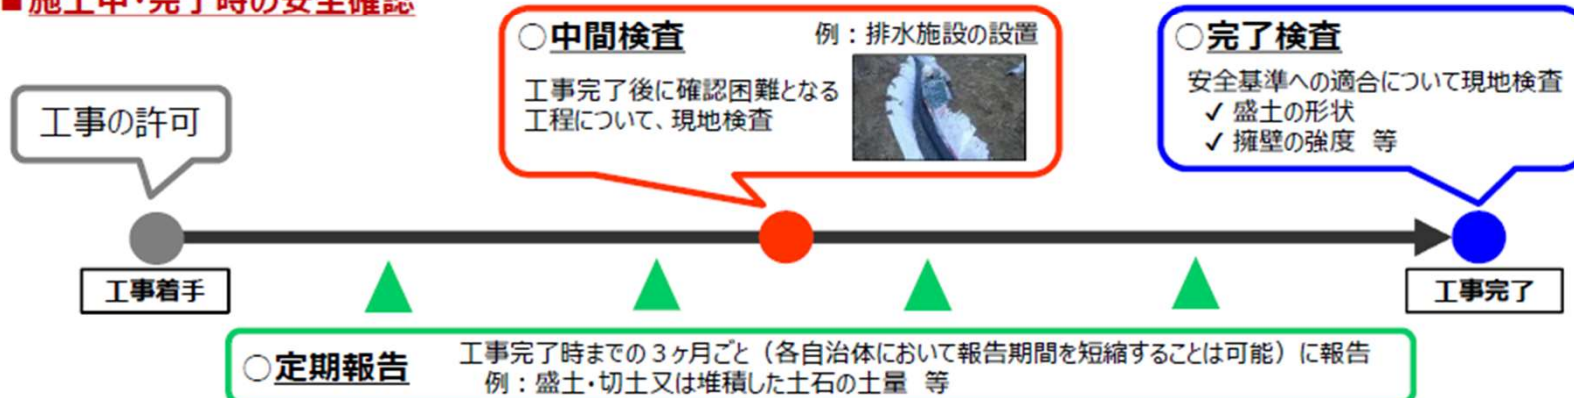 ■施工中・完了時の安全確認
工事の許可
○中間検査 例：排水施設の設置
工事完了後に確認困難となる
工程について、現地検査
○完了検査
安全基準への適合について現地検査
✓ 盛土の形状
✓ 擁壁の強度 等
工事着手
工事完了
○定期報告 工事完了時までの３ヶ月ごと（各自治体において報告期間を短縮することは可能）に報告
例：盛土・切土又は堆積した土石の土量 等